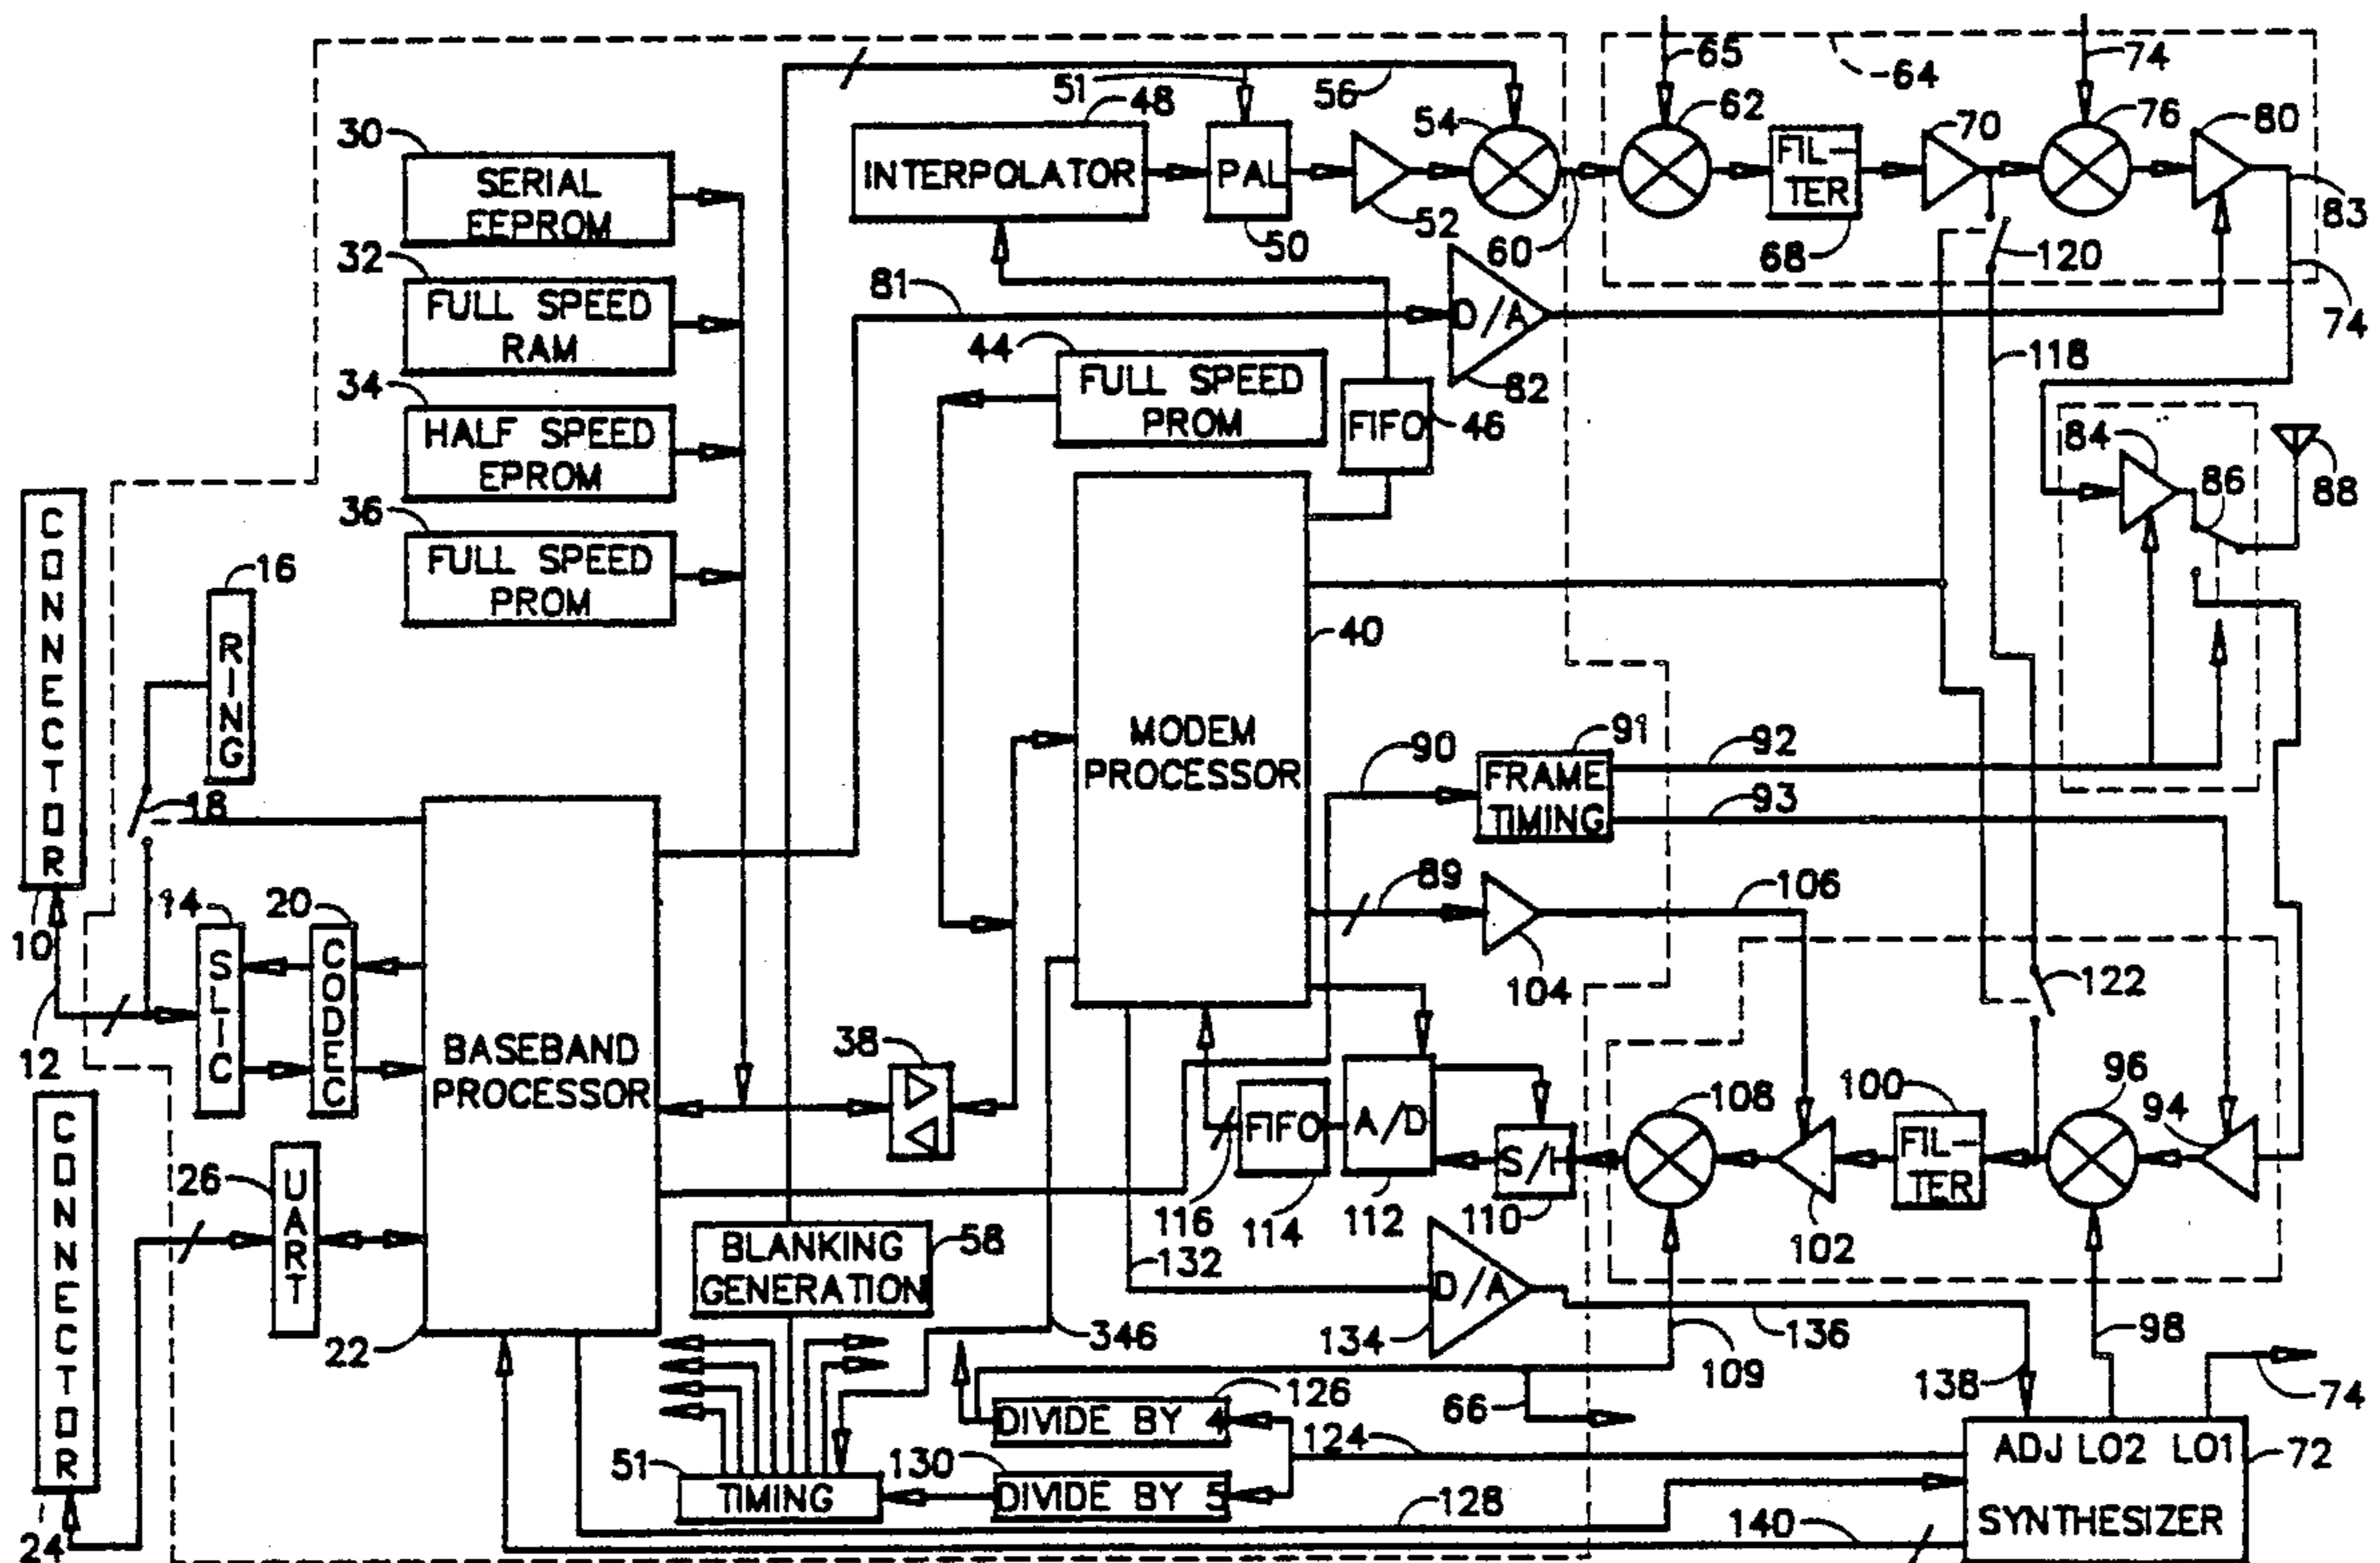 65
64
74
51
56
48
54
62
70
76
80
30
SERIAL
EEPROM
INTERPOLATOR
PAL
FIL-
TER
52
50
60
68
120
83
32
FULL SPEED
RAM
81
D/A
74
44
FULL SPEED
PROM
82
118
34
HALF SPEED
EPROM
FIFO
46
84
86
88
36
FULL SPEED
PROM
CONNECTOR
16
RING
40
MODEM
PROCESSOR
90
91
92
FRAME
TIMING
93
18
10
14
20
SLIC
CODEC
89
106
104
122
12
BASEBAND
PROCESSOR
38
108
100
96
94
FIFO
A/D
S/H
FIL-
TER
CONNECTOR
26
UART
116
114
112
110
102
BLANKING
GENERATION
58
132
D/A
22
346
134
136
98
109
138
74
126
66
DIVIDE BY 4
124
ADJ LO2 LO1
72
51
130
TIMING
DIVIDE BY 5
128
SYNTHESIZER
24
140